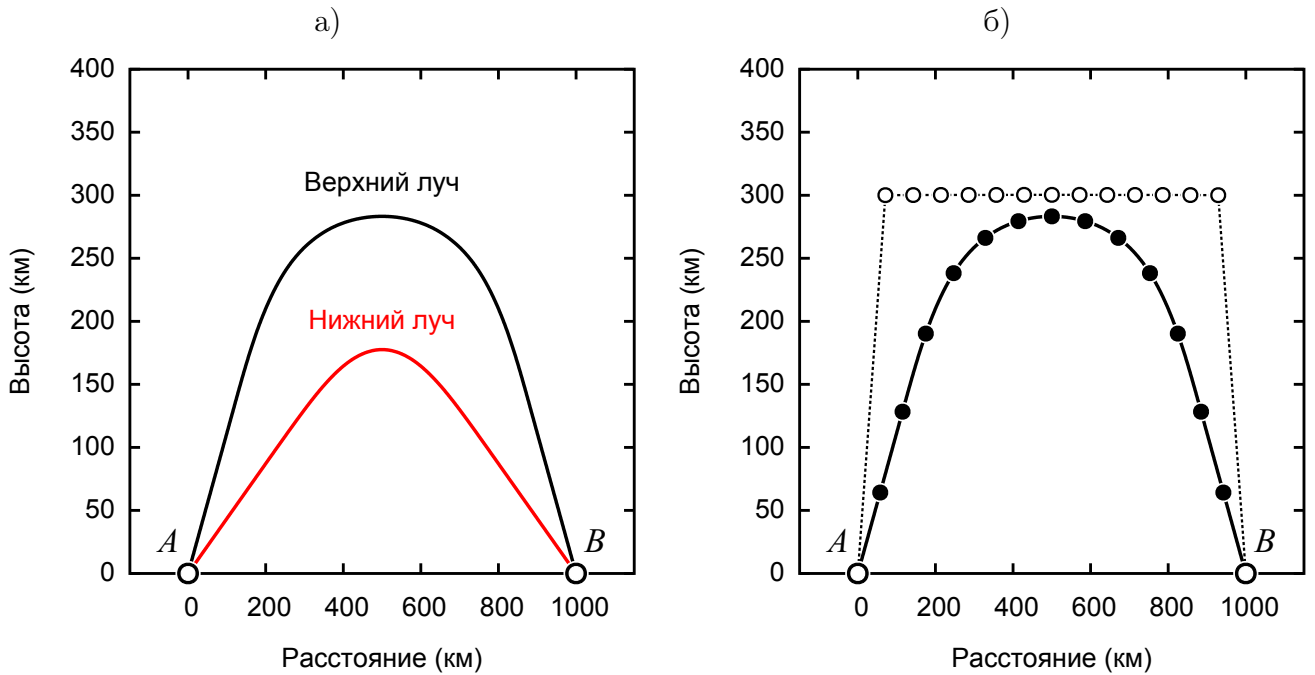 а)
400
350
300
250
200
150
100
50
0
Высота (км)
Верхний луч
Нижний луч
A
B
0 200 400 600 800 1000
Расстояние (км)
б)
400
350
300
250
200
150
100
50
0
Высота (км)
A
B
0 200 400 600 800 1000
Расстояние (км)